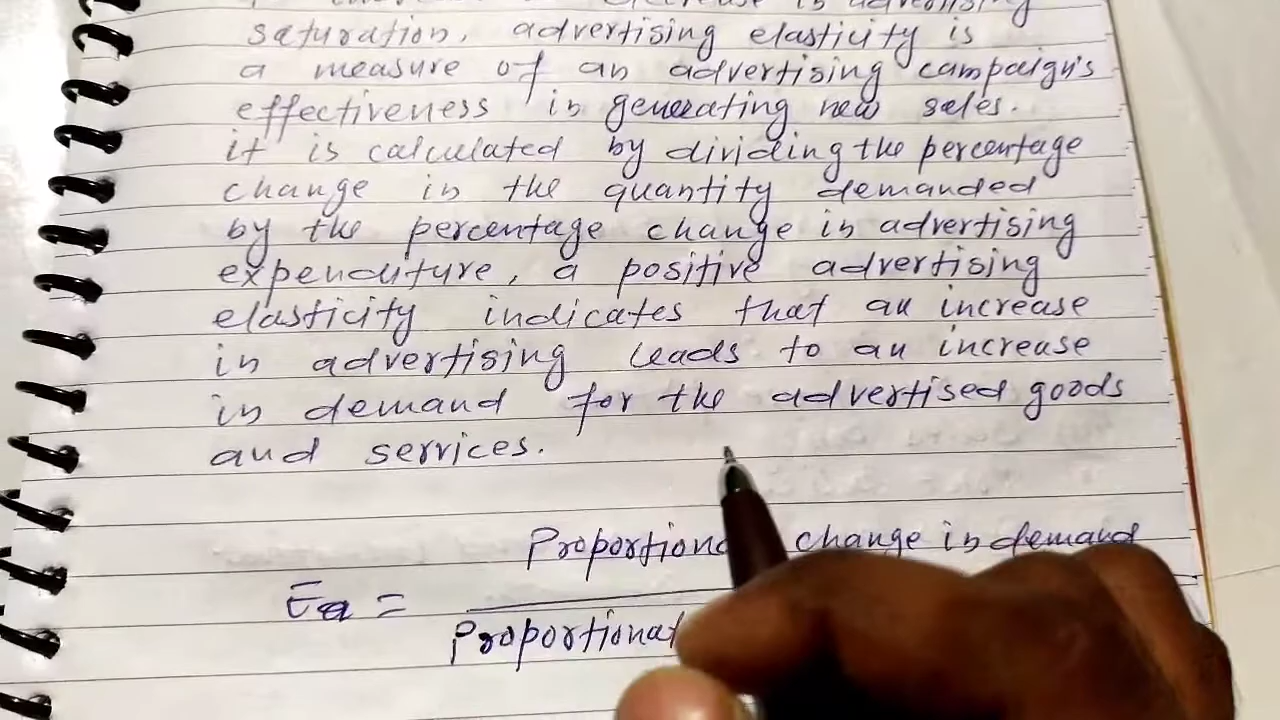 is advertising
saturation, advertising elasticity is
a measure of an advertising campaign's
effectiveness in generating new sales.
it is calculated by dividing the percentage
change in the quantity demanded
by the percentage change in advertising
expenditure, a positive advertising
elasticity indicates that an increase
in advertising leads to an increase
in demand for the advertised goods
and services.
change in demand
Ea =